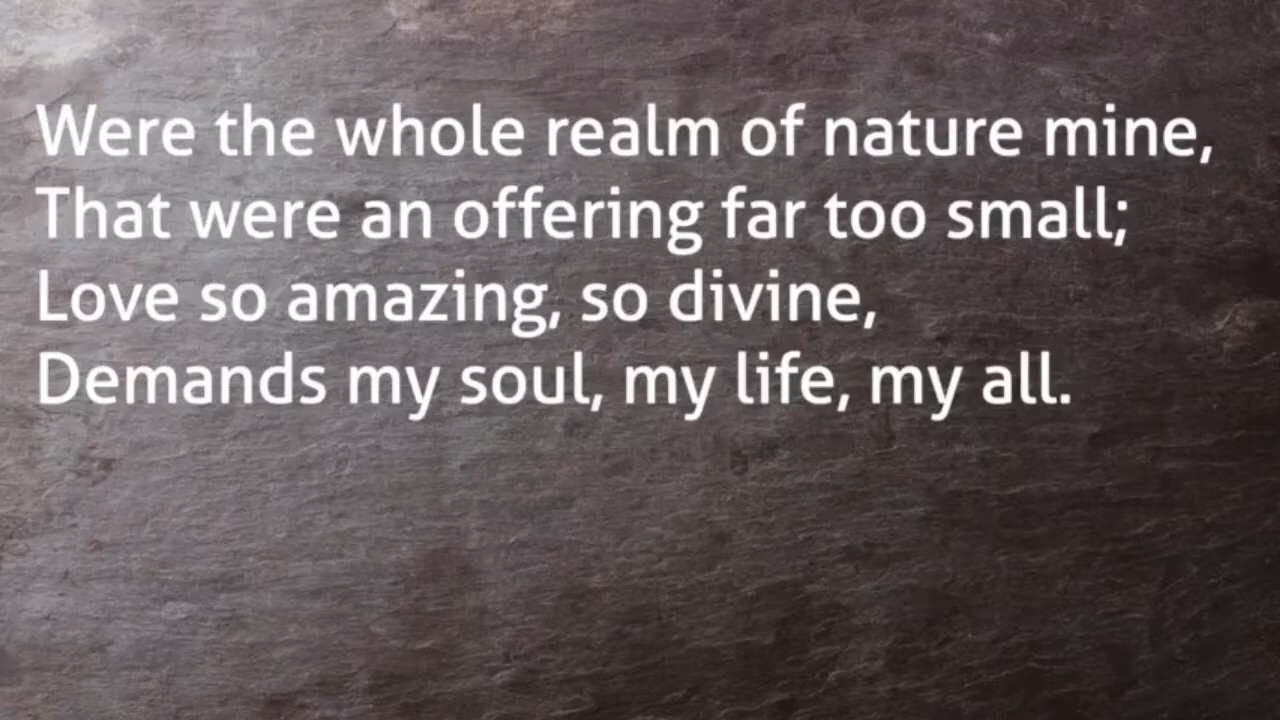 Were the whole realm of nature mine,
That were an offering far too small;
Love so amazing, so divine,
Demands my soul, my life, my all.